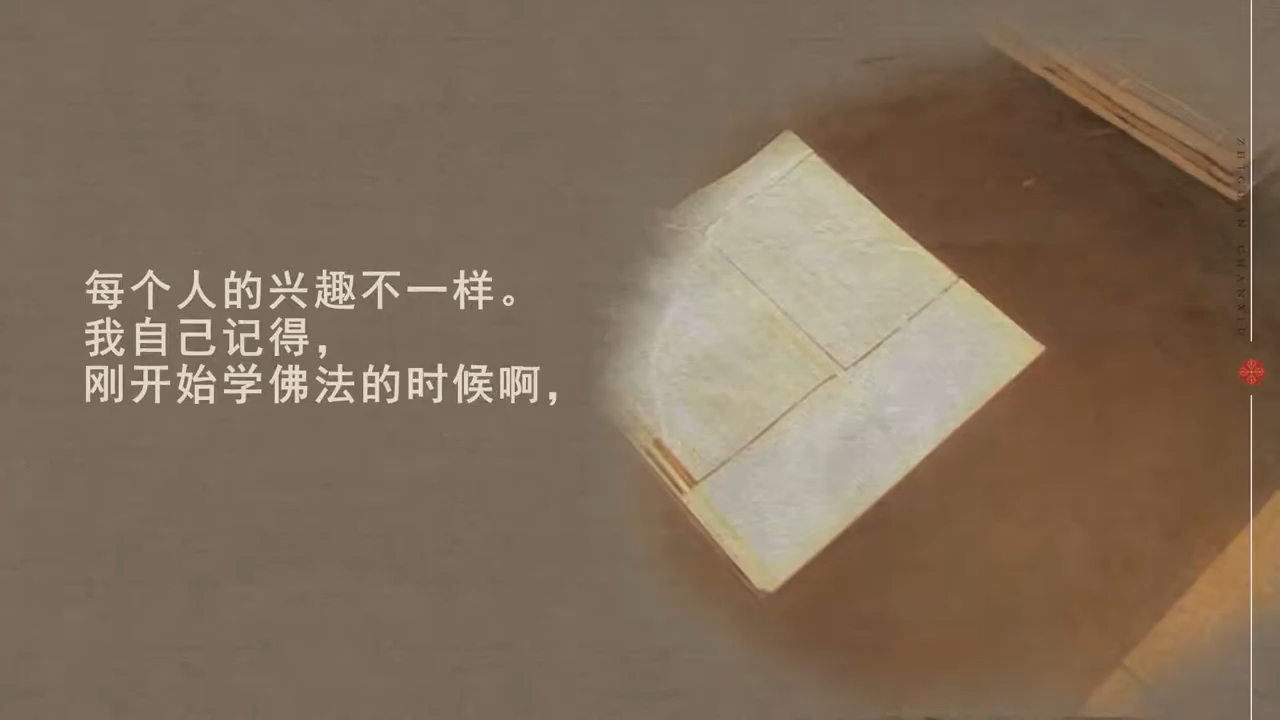 每个人的兴趣不一样。
我自己记得，
刚开始学佛法的时候啊，